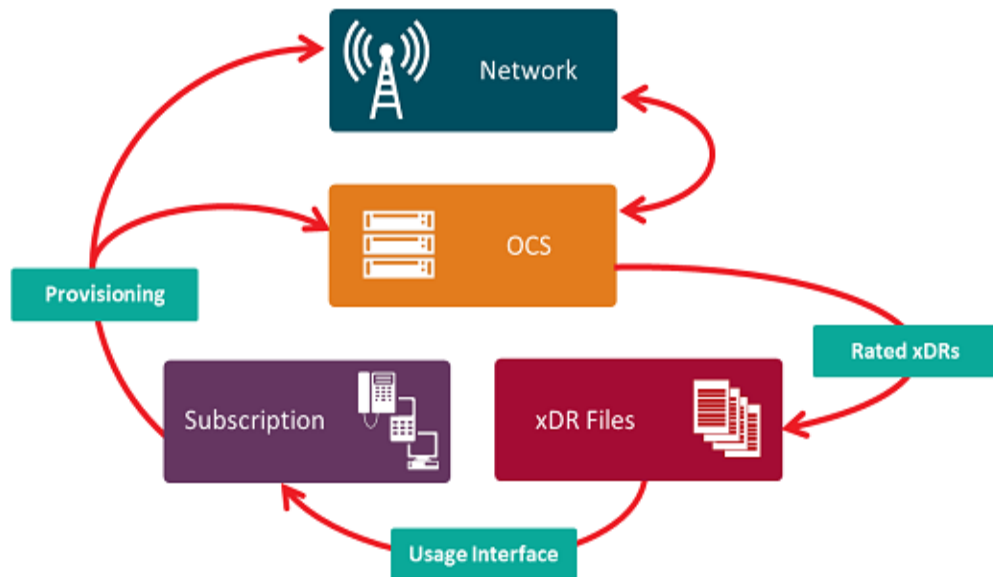 Network
OCS
Provisioning
Rated xDRs
Subscription
xDR Files
Usage Interface